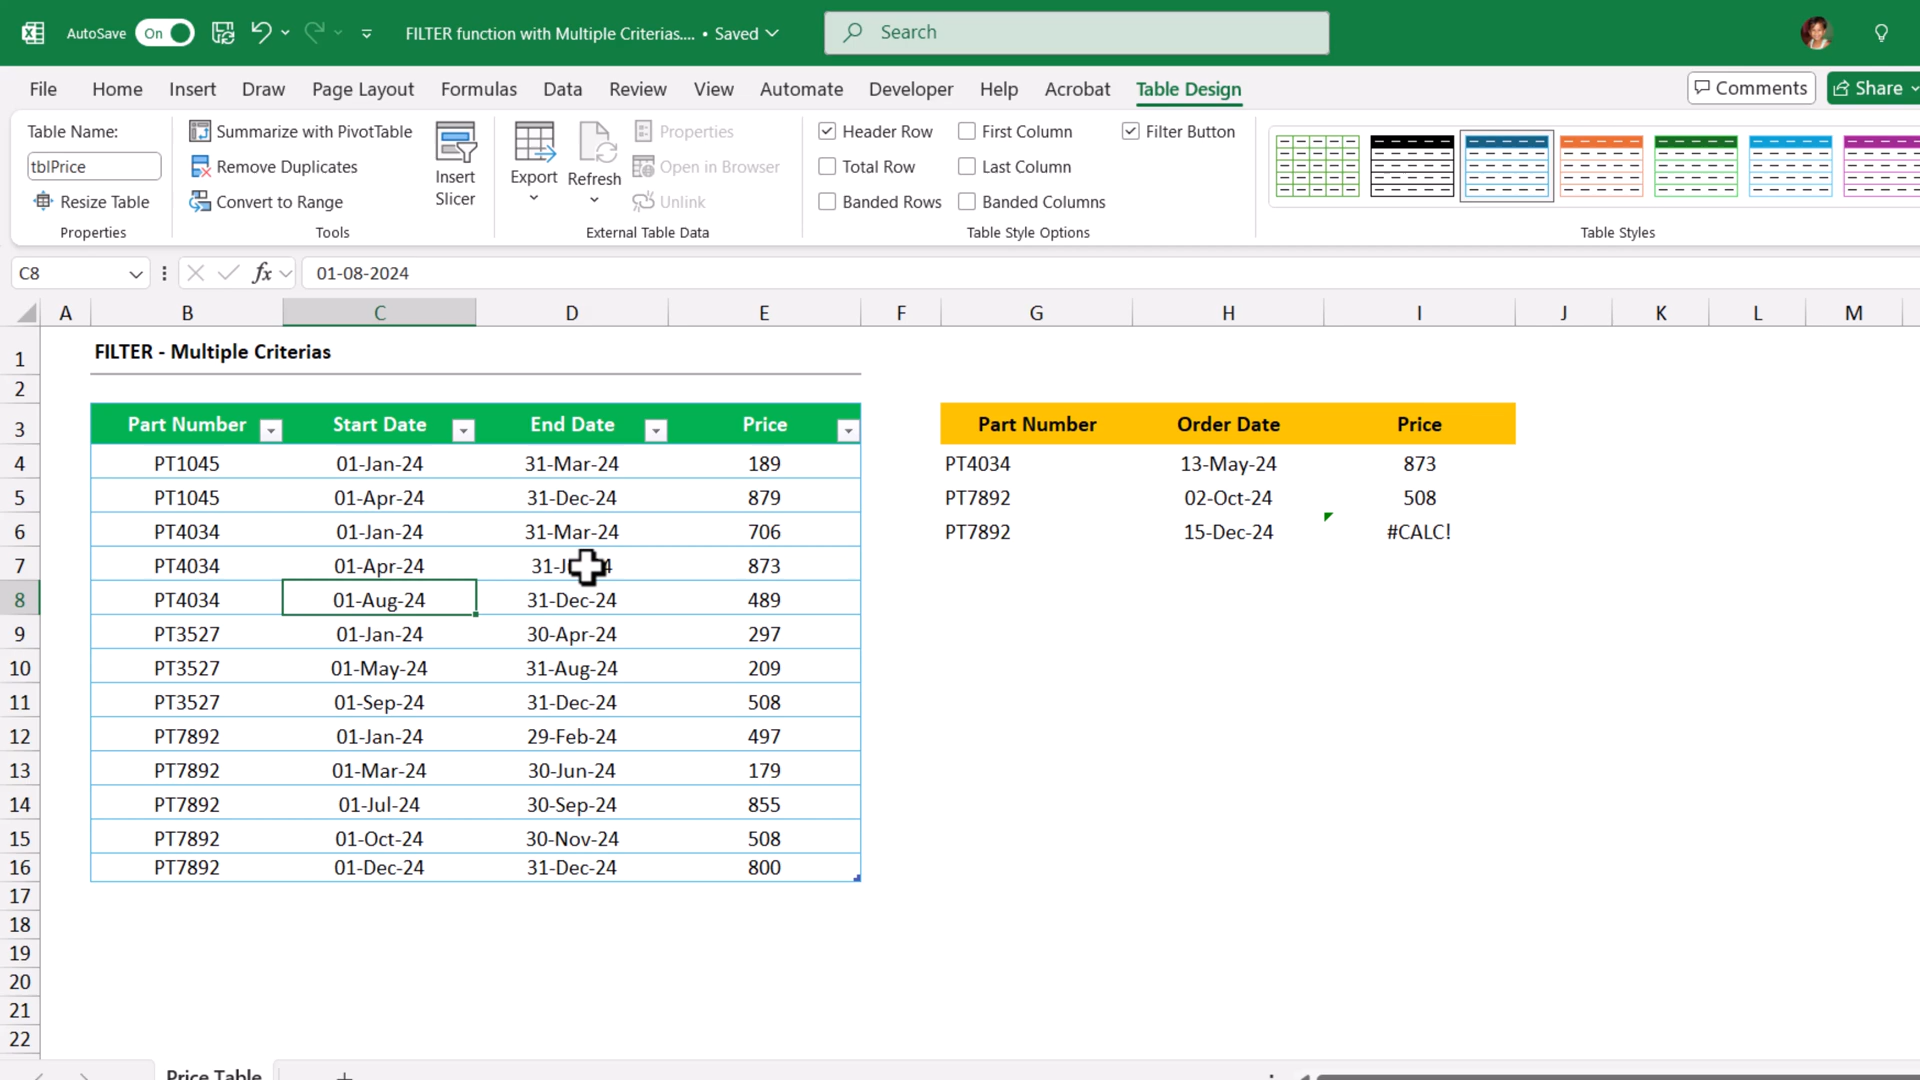 AutoSave On FILTER function with Multiple Criterias.... • Saved Search
File Home Insert Draw Page Layout Formulas Data Review View Automate Developer Help Acrobat Table Design Comments Share
Table Name:
tblPrice
Resize Table
Properties
Summarize with PivotTable
Remove Duplicates
Convert to Range
Tools
Insert
Slicer
Export
Refresh
Properties
Open in Browser
Unlink
External Table Data
Header Row First Column Filter Button
Total Row Last Column
Banded Rows Banded Columns
Table Style Options
Table Styles
C8 fx 01-08-2024
A B C D E F G H I J K L M
1 FILTER - Multiple Criterias
2
3 Part Number Start Date End Date Price Part Number Order Date Price
4 PT1045 01-Jan-24 31-Mar-24 189 PT4034 13-May-24 873
5 PT1045 01-Apr-24 31-Dec-24 879 PT7892 02-Oct-24 508
6 PT4034 01-Jan-24 31-Mar-24 706 PT7892 15-Dec-24 #CALC!
7 PT4034 01-Apr-24 873
8 PT4034 01-Aug-24 31-Dec-24 489
9 PT3527 01-Jan-24 30-Apr-24 297
10 PT3527 01-May-24 31-Aug-24 209
11 PT3527 01-Sep-24 31-Dec-24 508
12 PT7892 01-Jan-24 29-Feb-24 497
13 PT7892 01-Mar-24 30-Jun-24 179
14 PT7892 01-Jul-24 30-Sep-24 855
15 PT7892 01-Oct-24 30-Nov-24 508
16 PT7892 01-Dec-24 31-Dec-24 800
17
18
19
20
21
22
Price Table